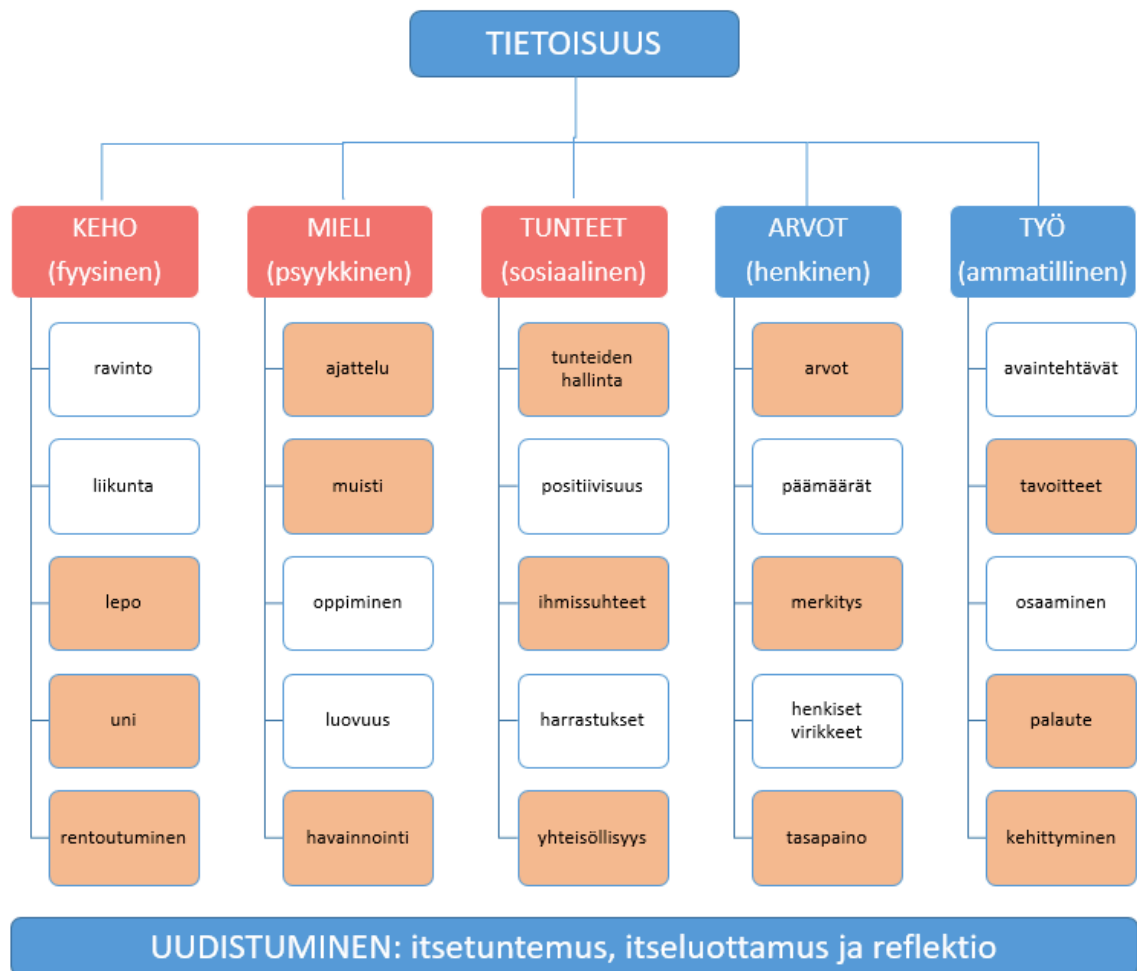 TIETOISUUS
KEHO
(fyysinen)
ravinto
liikunta
lepo
uni
rentoutuminen
MIELI
(psyykkinen)
ajattelu
muisti
oppiminen
luovuus
havainnointi
TUNTEET
(sosiaalinen)
tunteiden
hallinta
positiivisuus
ihmissuhteet
harrastukset
yhteisöllisyys
ARVOT
(henkinen)
arvot
päämäärät
merkitys
henkiset
virikkeet
tasapaino
TYÖ
(ammatillinen)
avaintehtävät
tavoitteet
osaaminen
palaute
kehittyminen
UUDISTUMINEN: itsetuntemus, itseluottamus ja reflektio